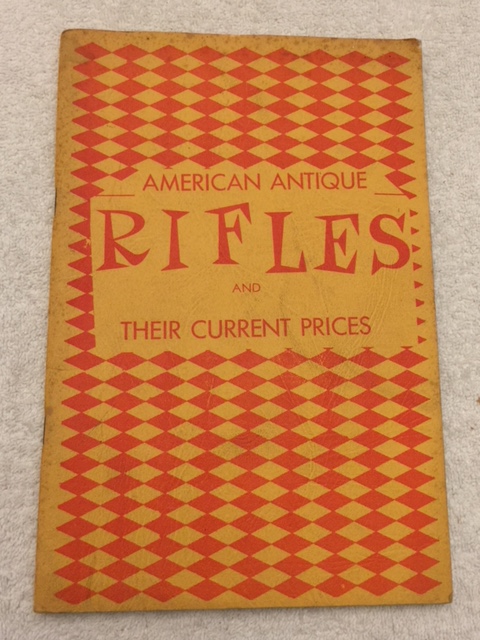 AMERICAN ANTIQUE
RIFLES
AND
THEIR CURRENT PRICES